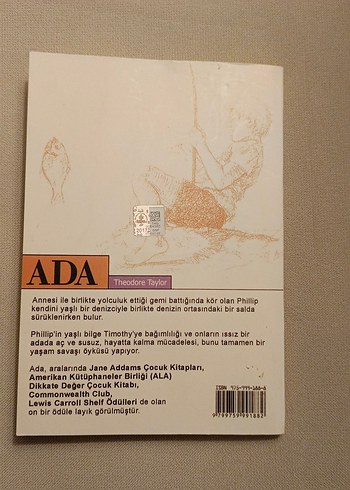 ADA
Theodore Taylor
Annesi ile birlikte yolculuk ettiği gemi battığında kör olan Phillip
kendini yaşlı bir denizciyle birlikte denizin ortasındaki bir salda
sürüklenirken bulur.
Phillip'in yaşlı bilge Timothy'ye bağımlılığı ve onların ıssız bir
adada aç ve susuz, hayatta kalma mücadelesi, bunu tamamen bir
yaşam savaşı öyküsü yapıyor.
Ada, aralarında Jane Addams Çocuk Kitapları,
Amerikan Kütüphaneler Birliği (ALA)
Dikkate Değer Çocuk Kitabı,
Commonwealth Club,
Lewis Carroll Shelf Ödülleri de olan
on bir ödüle layık görülmüştür.
ISBN
9 799759 991882